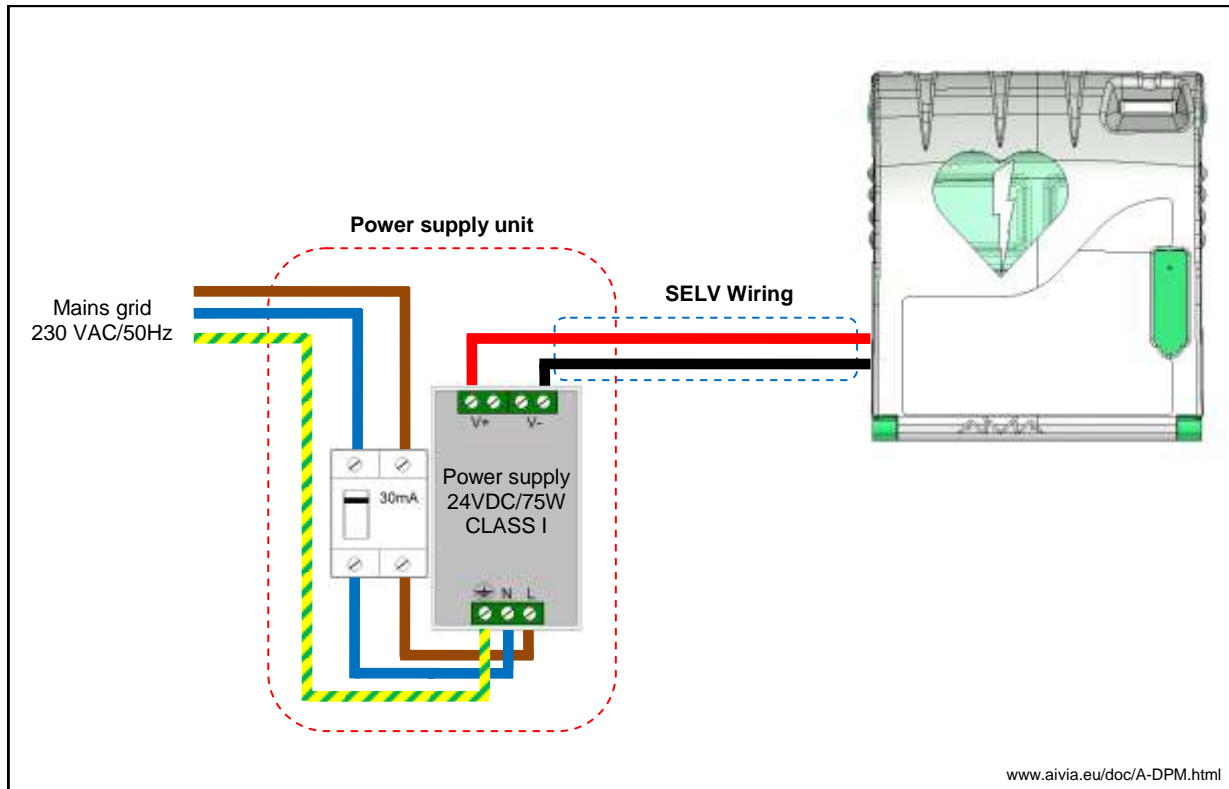 Power supply unit
Mains grid
230 VAC/50Hz
SELV Wiring
V+ V-
30mA
Power supply
24VDC/75W
CLASS I
N L
aivia
www.aivia.eu/doc/A-DPM.html